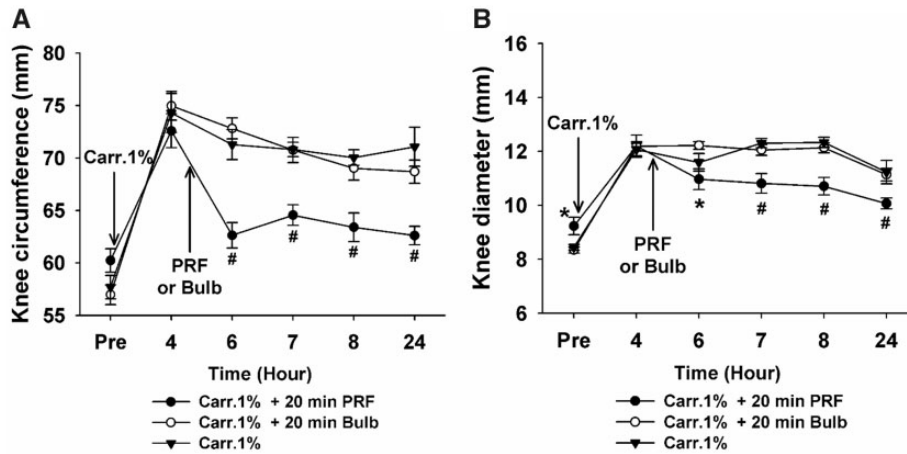 A
Knee circumference (mm)
80
75
70
65
60
55
Carr.1%
PRF
or Bulb
#
#
#
#
Pre
4
6
7
8
24
Time (Hour)
Carr.1% + 20 min PRF
Carr.1% + 20 min Bulb
Carr.1%
B
Knee diameter (mm)
16
14
12
10
8
6
Carr.1%
*
PRF
or Bulb
*
#
#
#
Pre
4
6
7
8
24
Time (Hour)
Carr.1% + 20 min PRF
Carr.1% + 20 min Bulb
Carr.1%